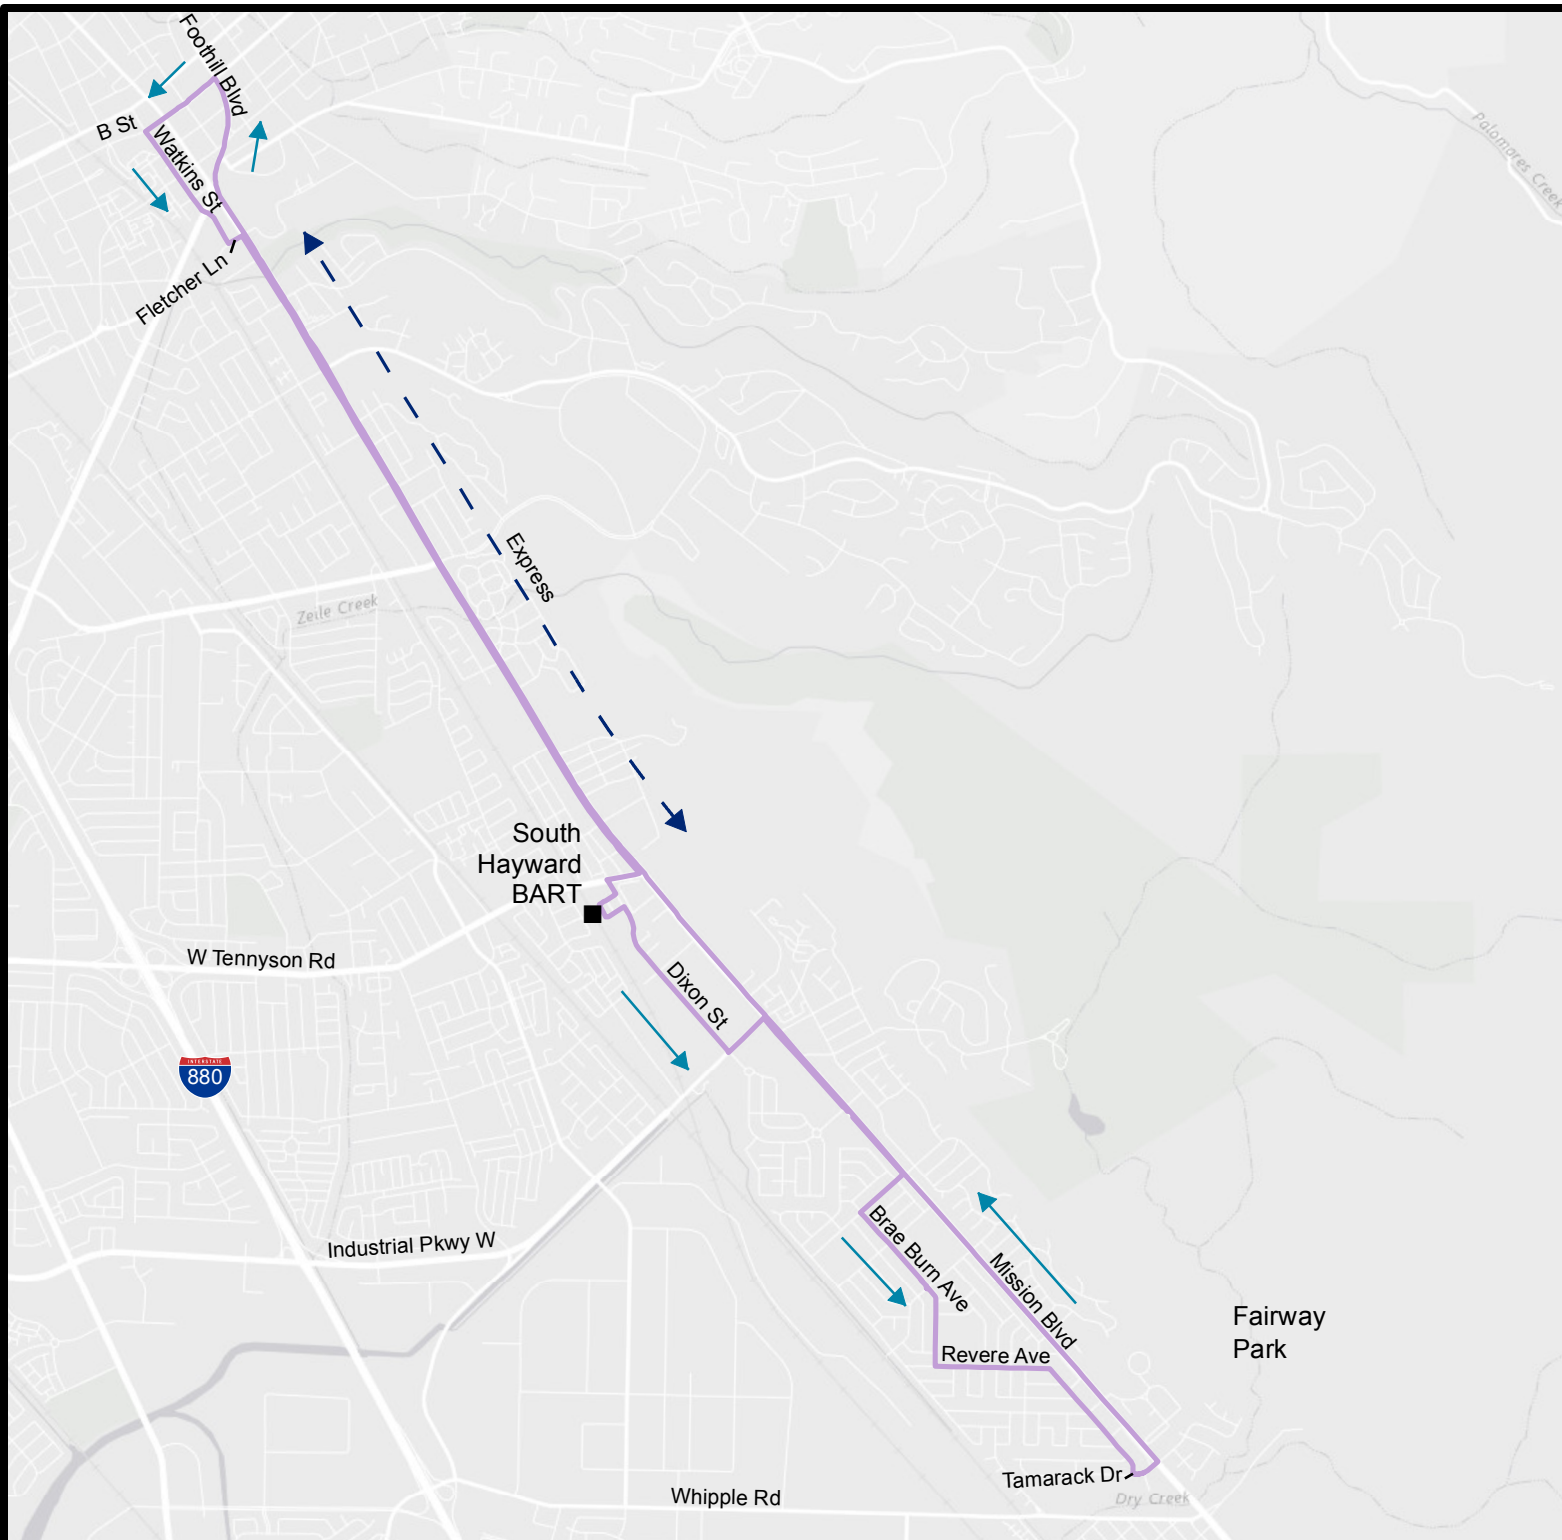 Foothill Blvd
B St
Watkins St
Palomares Creek
Fletcher Ln
Express
Zeile Creek
South
Hayward
BART
W Tennyson Rd
Dixon St
INTERSTATE
880
Brae Burn Ave
Industrial Pkwy W
Mission Blvd
Fairway
Park
Revere Ave
Tamarack Dr
Whipple Rd
Dry Creek